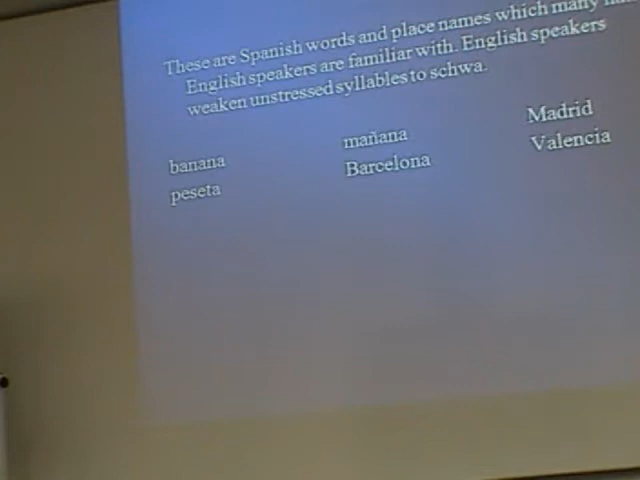 These are Spanish words and place names which many
English speakers are familiar with. English speakers
weaken unstressed syllables to schwa.
banana mañana Madrid
peseta Barcelona Valencia